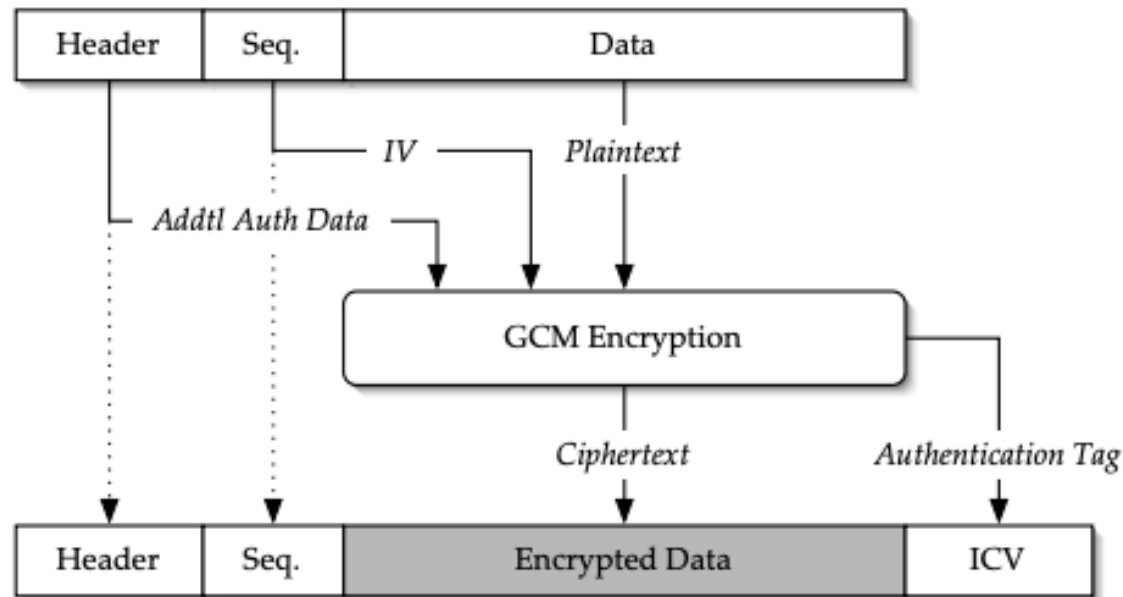 Header Seq. Data
IV Plaintext
Addtl Auth Data
GCM Encryption
Ciphertext Authentication Tag
Header Seq. Encrypted Data ICV